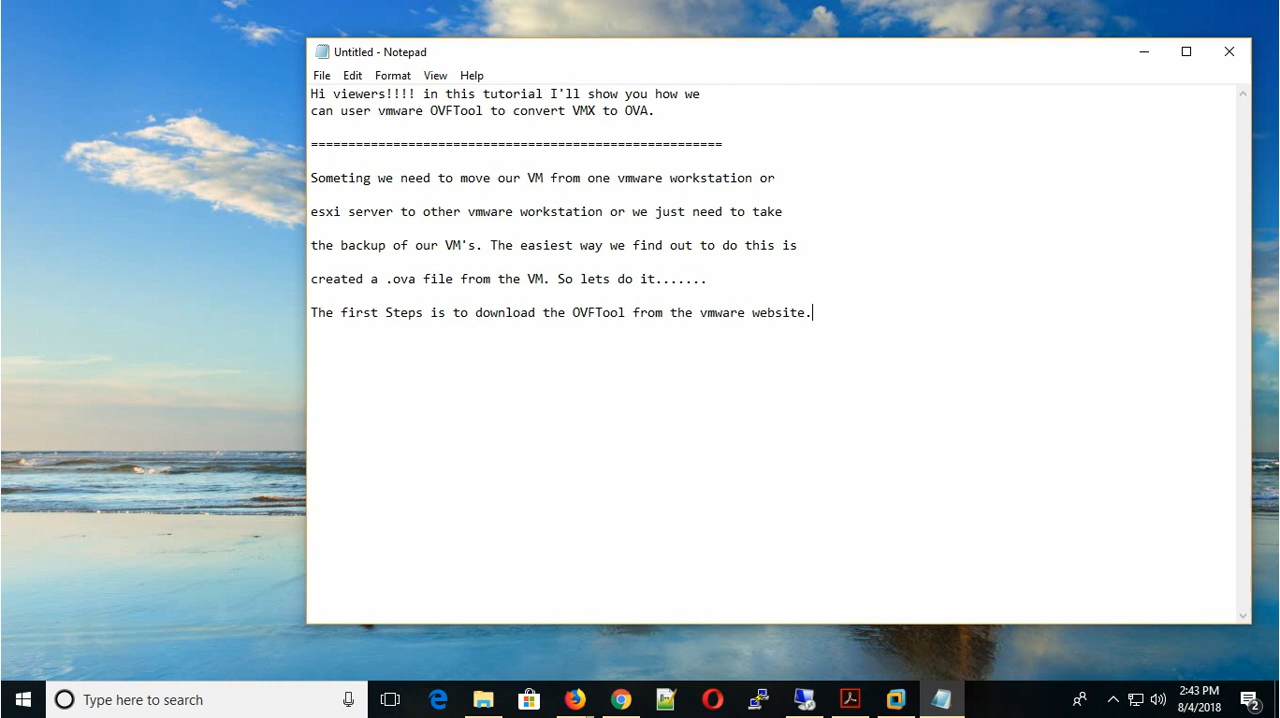 Untitled - Notepad
File Edit Format View Help
Hi viewers!!!! in this tutorial I'll show you how we
can user vmware OVFTool to convert VMX to OVA.
=======================================================
Someting we need to move our VM from one vmware workstation or
esxi server to other vmware workstation or we just need to take
the backup of our VM's. The easiest way we find out to do this is
created a .ova file from the VM. So lets do it.......
The first Steps is to download the OVFTool from the vmware website.
Type here to search
2:43 PM
8/4/2018
2